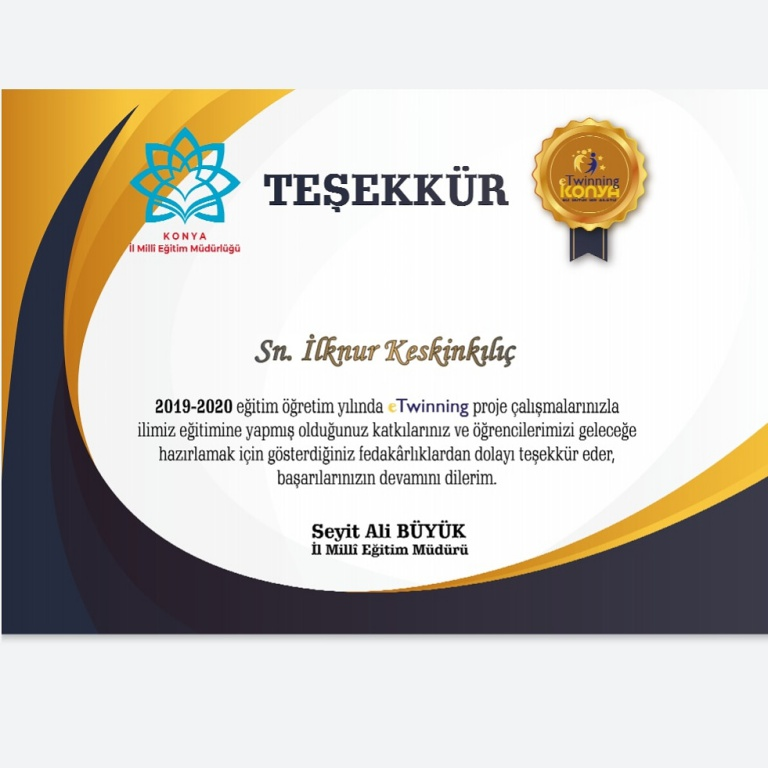 TEŞEKKÜR
eTwinning
KONYA
KONYA
İl Millî Eğitim Müdürlüğü
Sn. İlknur Keskinkılıç
2019-2020 eğitim öğretim yılında eTwinning proje çalışmalarınızla
ilimiz eğitimine yapmış olduğunuz katkılarınız ve öğrencilerimizi geleceğe
hazırlamak için gösterdiğiniz fedakârlıklardan dolayı teşekkür eder,
başarılarınızın devamını dilerim.
Seyit Ali BÜYÜK
İl Millî Eğitim Müdürü